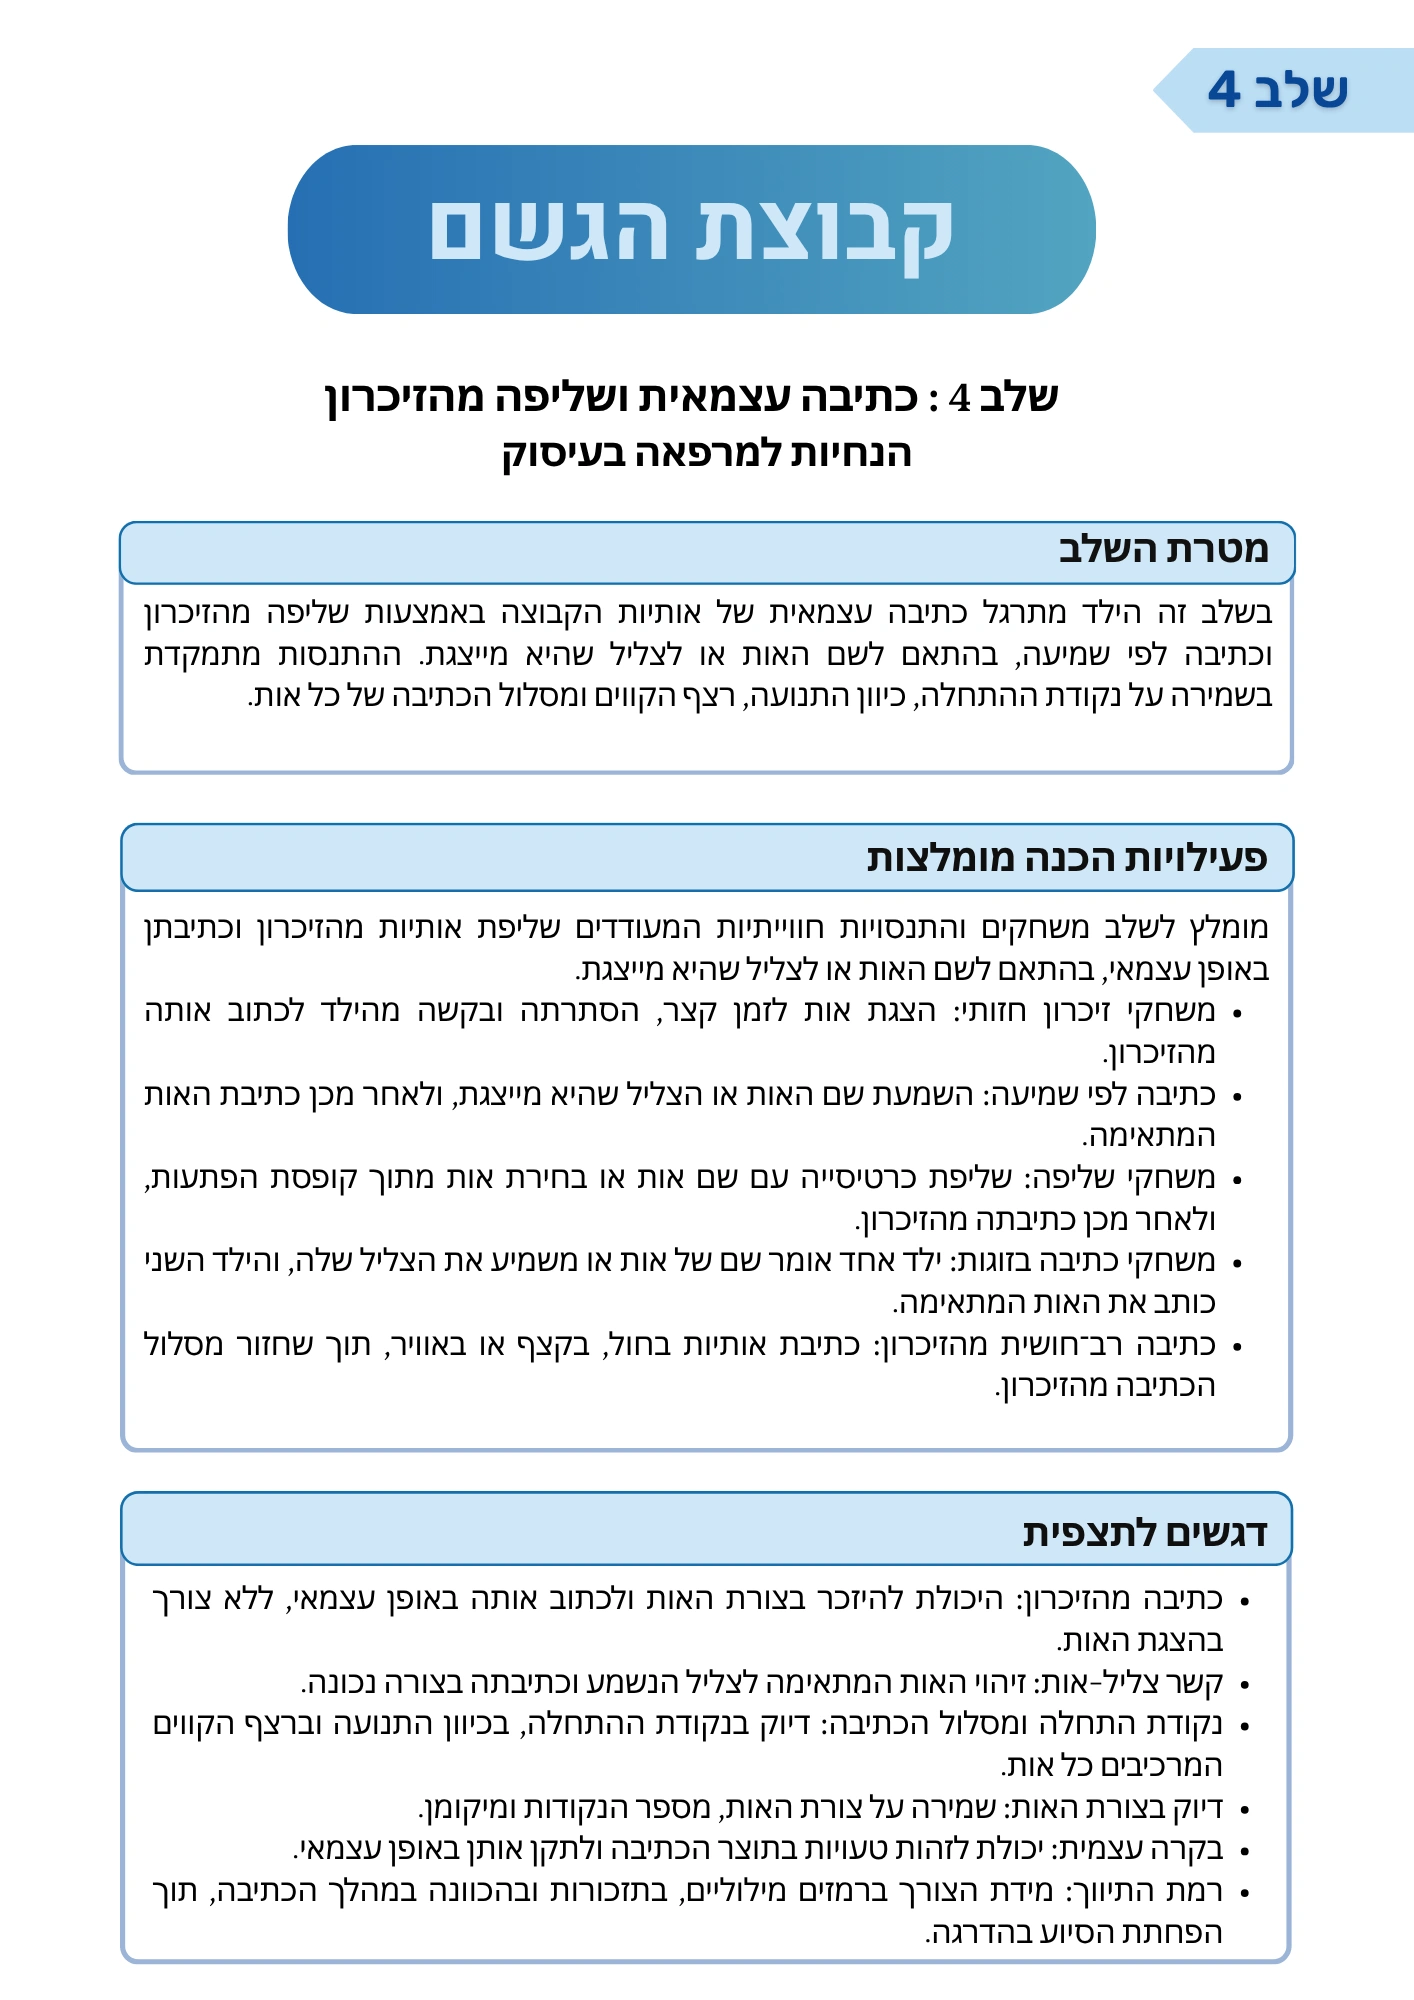 שלב 4
קבוצת הגשם
שלב 4 : כתיבה עצמאית ושליפה מהזיכרון
הנחיות למרפאה בעיסוק
מטרת השלב
בשלב זה הילד מתרגל כתיבה עצמאית של אותיות הקבוצה באמצעות שליפה מהזיכרון
וכתיבה לפי שמיעה, בהתאם לשם האות או לצליל שהיא מייצגת. ההתנסות מתמקדת
בשמירה על נקודת ההתחלה, כיוון התנועה, רצף הקווים ומסלול הכתיבה של כל אות.
פעילויות הכנה מומלצות
מומלץ לשלב משחקים והתנסויות חווייתיות המעודדים שליפת אותיות מהזיכרון וכתיבתן
באופן עצמאי, בהתאם לשם האות או לצליל שהיא מייצגת.
• משחקי זיכרון חזותי: הצגת אות לזמן קצר, הסתרתה ובקשה מהילד לכתוב אותה
מהזיכרון.
• כתיבה לפי שמיעה: השמעת שם האות או הצליל שהיא מייצגת, ולאחר מכן כתיבת האות
המתאימה.
• משחקי שליפה: שליפת כרטיסייה עם שם אות או בחירת אות מתוך קופסת הפתעות,
ולאחר מכן כתיבתה מהזיכרון.
• משחקי כתיבה בזוגות: ילד אחד אומר שם של אות או משמיע את הצליל שלה, והילד השני
כותב את האות המתאימה.
• כתיבה רב־חושית מהזיכרון: כתיבת אותיות בחול, בקצף או באוויר, תוך שחזור מסלול
הכתיבה מהזיכרון.
דגשים לתצפית
• כתיבה מהזיכרון: היכולת להיזכר בצורת האות ולכתוב אותה באופן עצמאי, ללא צורך
בהצגת האות.
• קשר צליל-אות: זיהוי האות המתאימה לצליל הנשמע וכתיבתה בצורה נכונה.
• נקודת התחלה ומסלול הכתיבה: דיוק בנקודת ההתחלה, בכיוון התנועה וברצף הקווים
המרכיבים כל אות.
• דיוק בצורת האות: שמירה על צורת האות, מספר הנקודות ומיקומן.
• בקרה עצמית: יכולת לזהות טעויות בתוצר הכתיבה ולתקן אותן באופן עצמאי.
• רמת התיווך: מידת הצורך ברמזים מילוליים, בתזכורות ובהכוונה במהלך הכתיבה, תוך
הפחתת הסיוע בהדרגה.